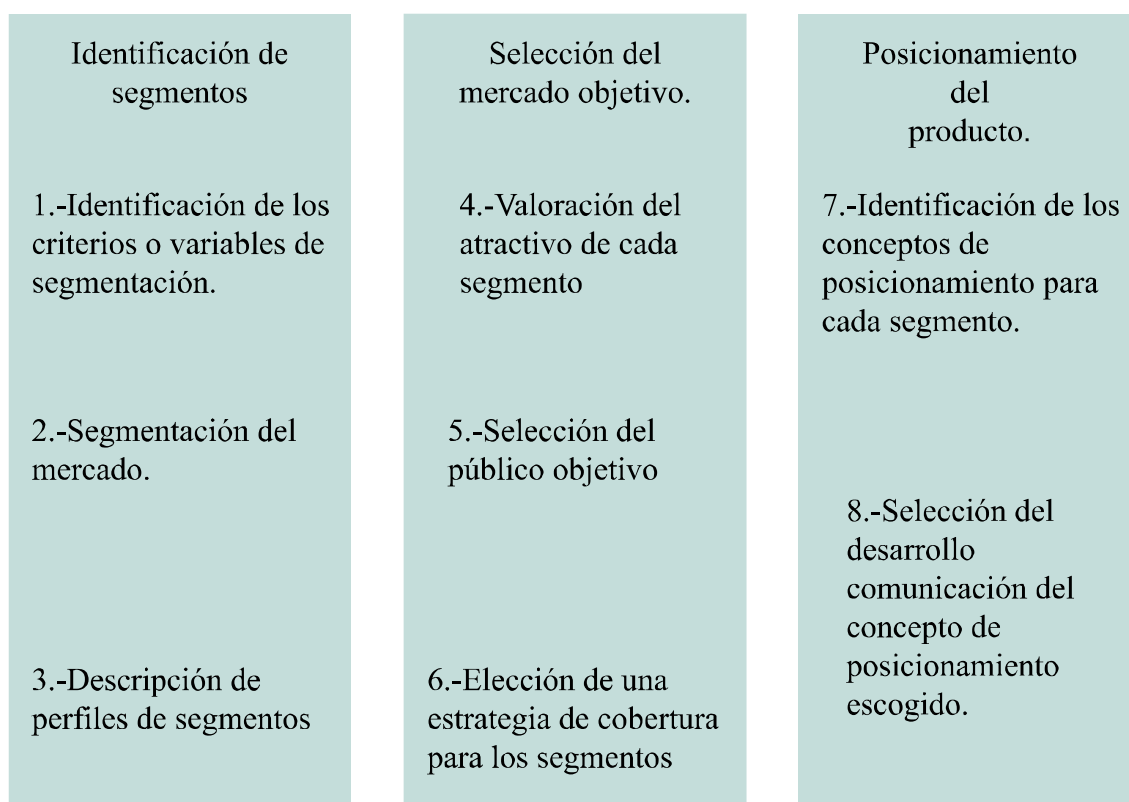 Identificación de
segmentos
1.-Identificación de los
criterios o variables de
segmentación.
2.-Segmentación del
mercado.
3.-Descripción de
perfiles de segmentos
Selección del
mercado objetivo.
4.-Valoración del
atractivo de cada
segmento
5.-Selección del
público objetivo
6.-Elección de una
estrategia de cobertura
para los segmentos
Posicionamiento
del
producto.
7.-Identificación de los
conceptos de
posicionamiento para
cada segmento.
8.-Selección del
desarrollo
comunicación del
concepto de
posicionamiento
escogido.